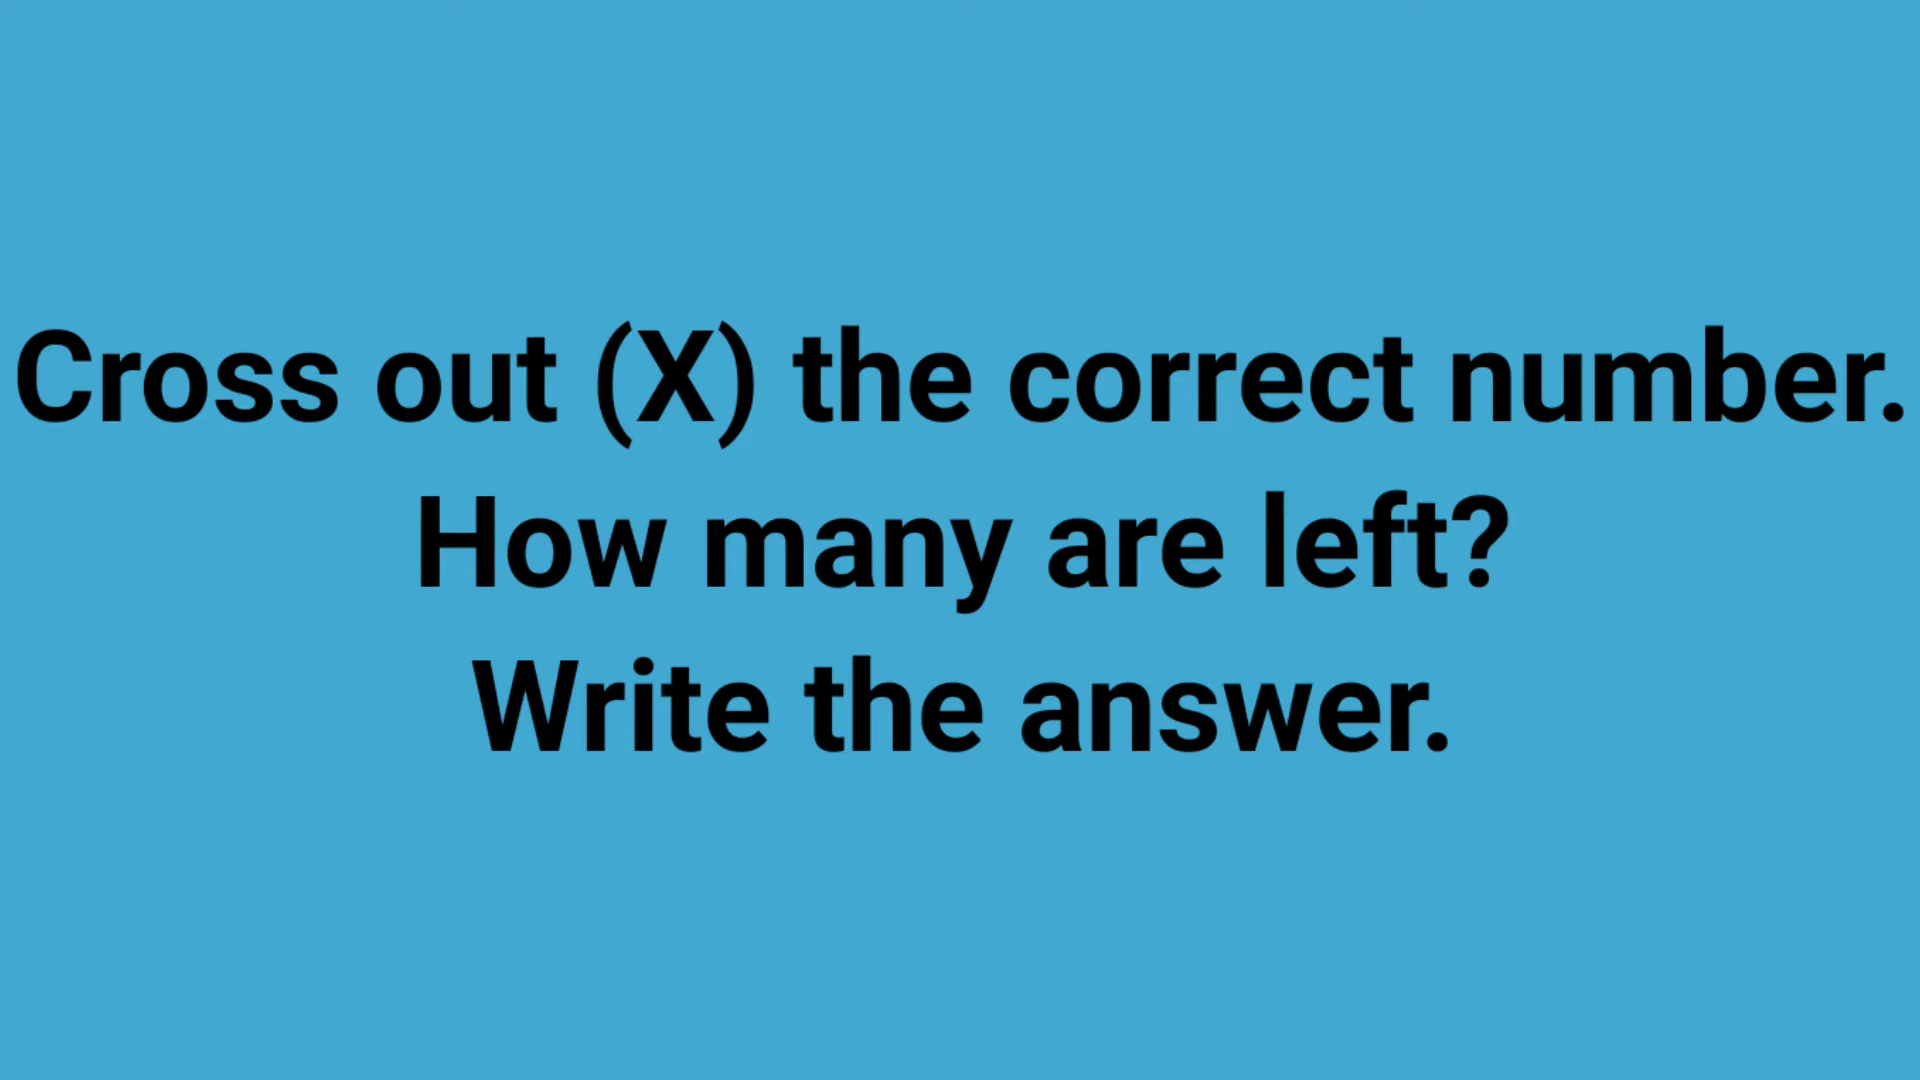 Cross out (X) the correct number.
How many are left?
Write the answer.